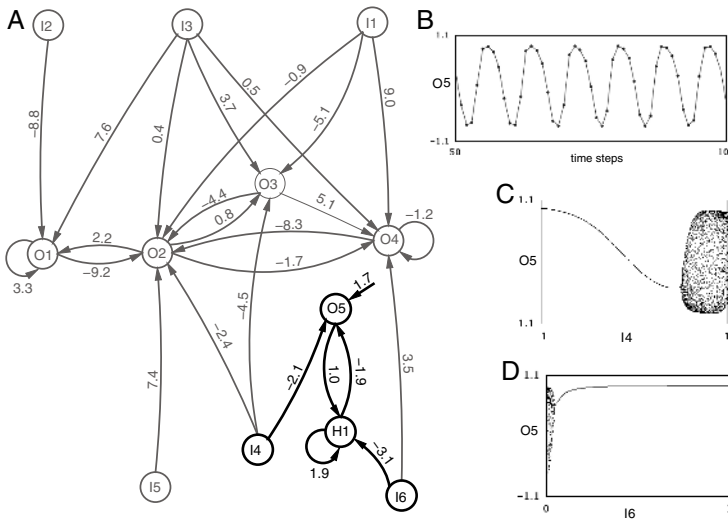 A
I2
I3
I1
−8.8
7.6
0.4
3.7
0.5
−0.9
−5.1
9.0
O3
−4.4
0.8
5.1
−1.2
O1
2.2
O2
−8.3
O4
3.3
−9.2
−1.7
−4.5
1.7
O5
−2.4
−2.1
1.0
−1.9
3.5
7.4
I4
H1
−3.1
1.9
I5
I6
B
1.1
O5
−1.1
50
time steps
10
C
1.1
O5
1.1
1
I4
1
D
1.1
O5
−1.1
0
I6